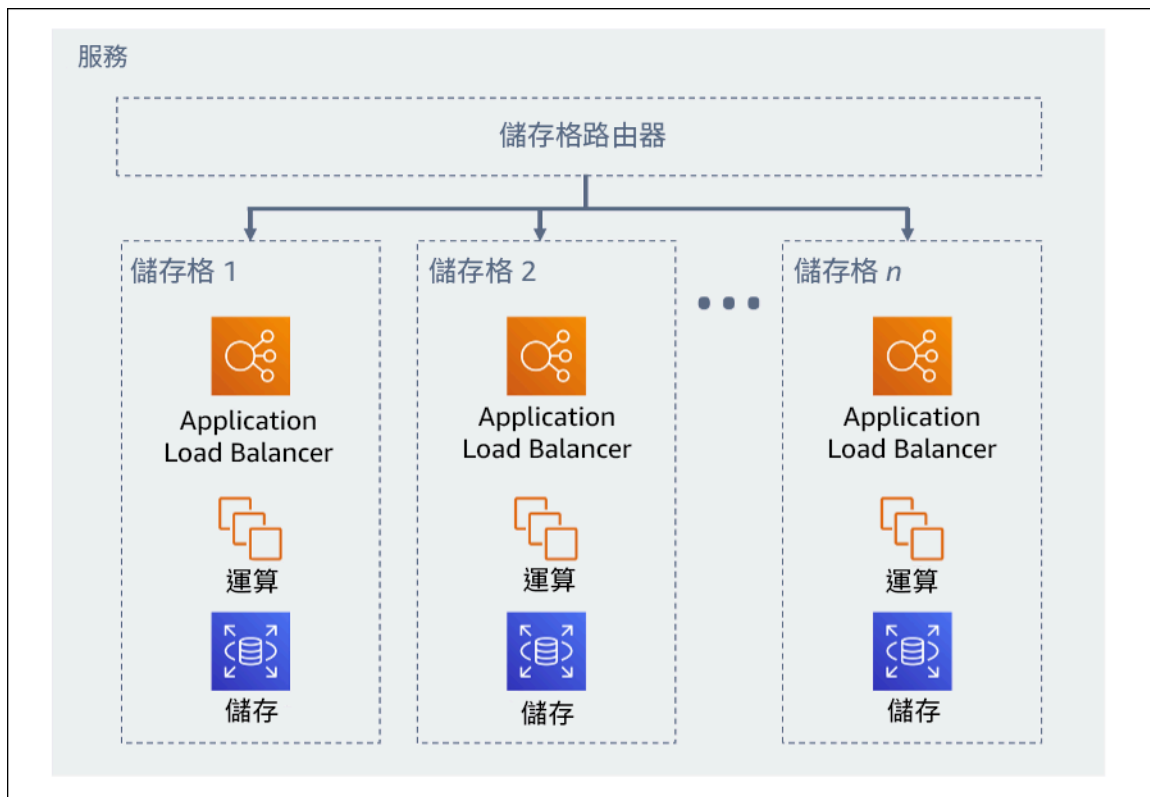 服務
儲存格路由器
儲存格 1
儲存格 2
儲存格 n
Application
Load Balancer
Application
Load Balancer
Application
Load Balancer
運算
運算
運算
儲存
儲存
儲存